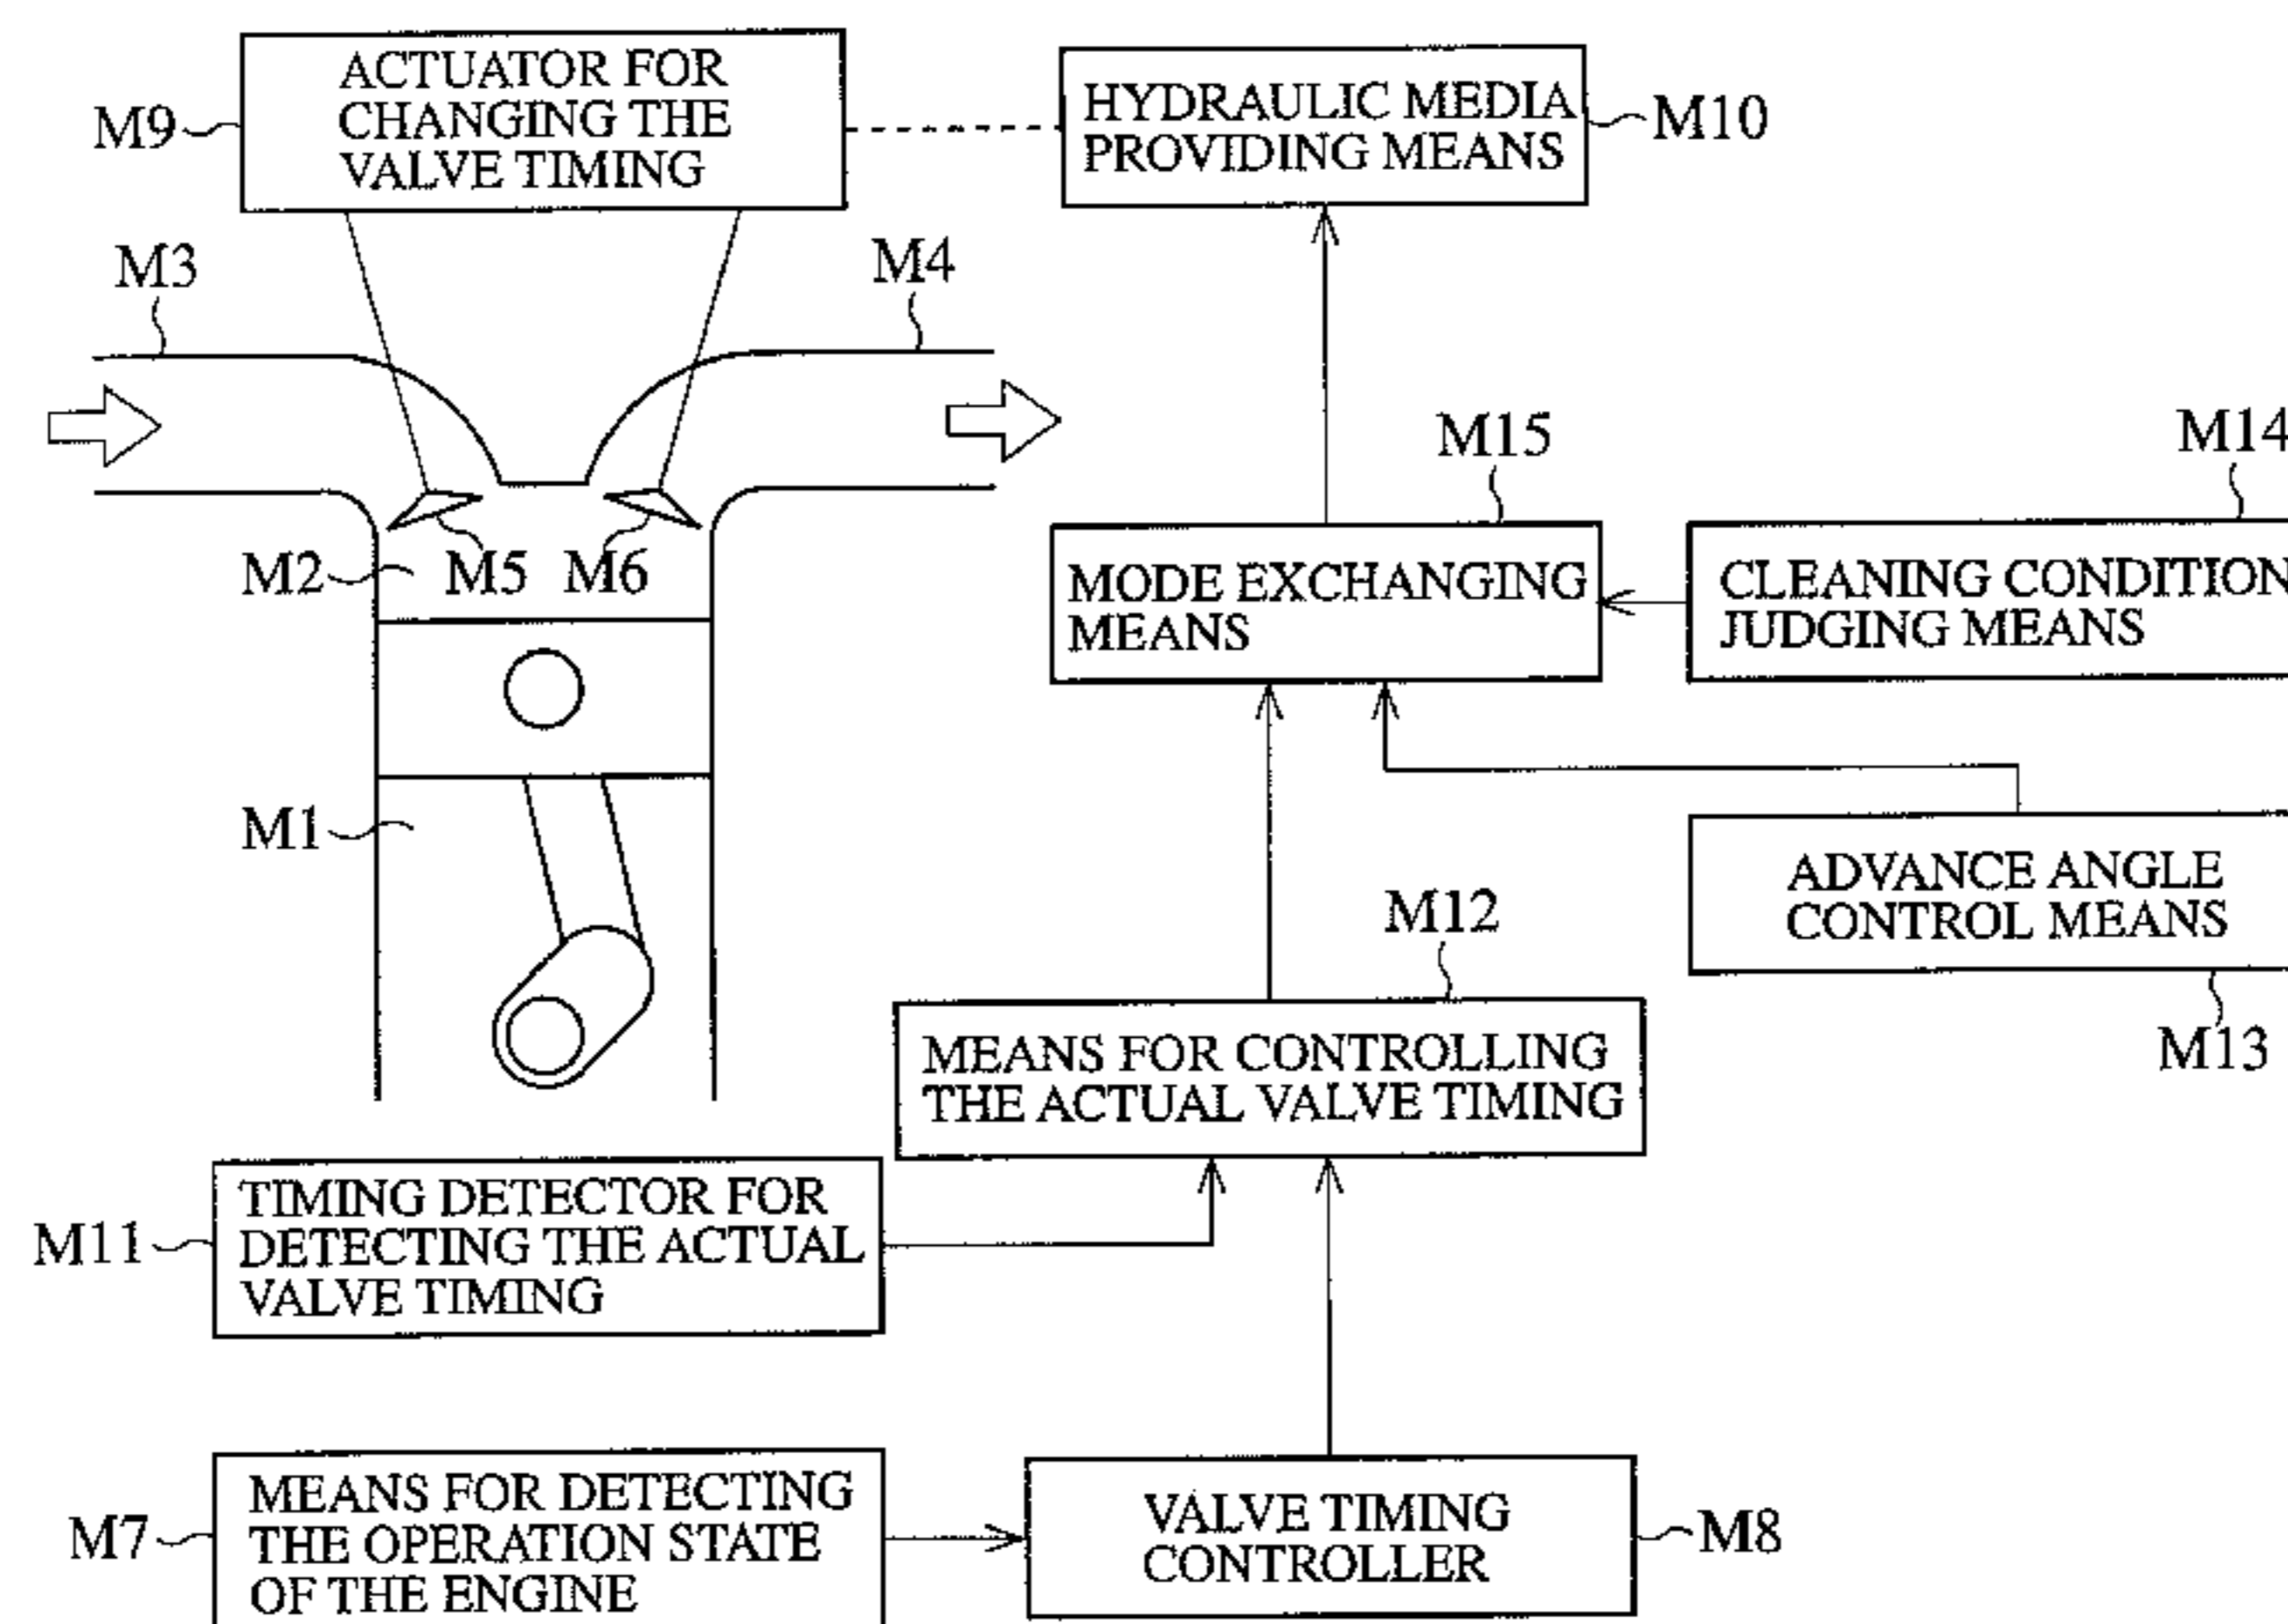 ACTUATOR FOR
CHANGING THE
VALVE TIMING
M9
HYDRAULIC MEDIA
PROVIDING MEANS
M10
M3
M4
M15
M14
M2
M5
M6
MODE EXCHANGING
MEANS
CLEANING CONDITION
JUDGING MEANS
M1
ADVANCE ANGLE
CONTROL MEANS
M13
M12
MEANS FOR CONTROLLING
THE ACTUAL VALVE TIMING
M11
TIMING DETECTOR FOR
DETECTING THE ACTUAL
VALVE TIMING
M7
MEANS FOR DETECTING
THE OPERATION STATE
OF THE ENGINE
VALVE TIMING
CONTROLLER
M8